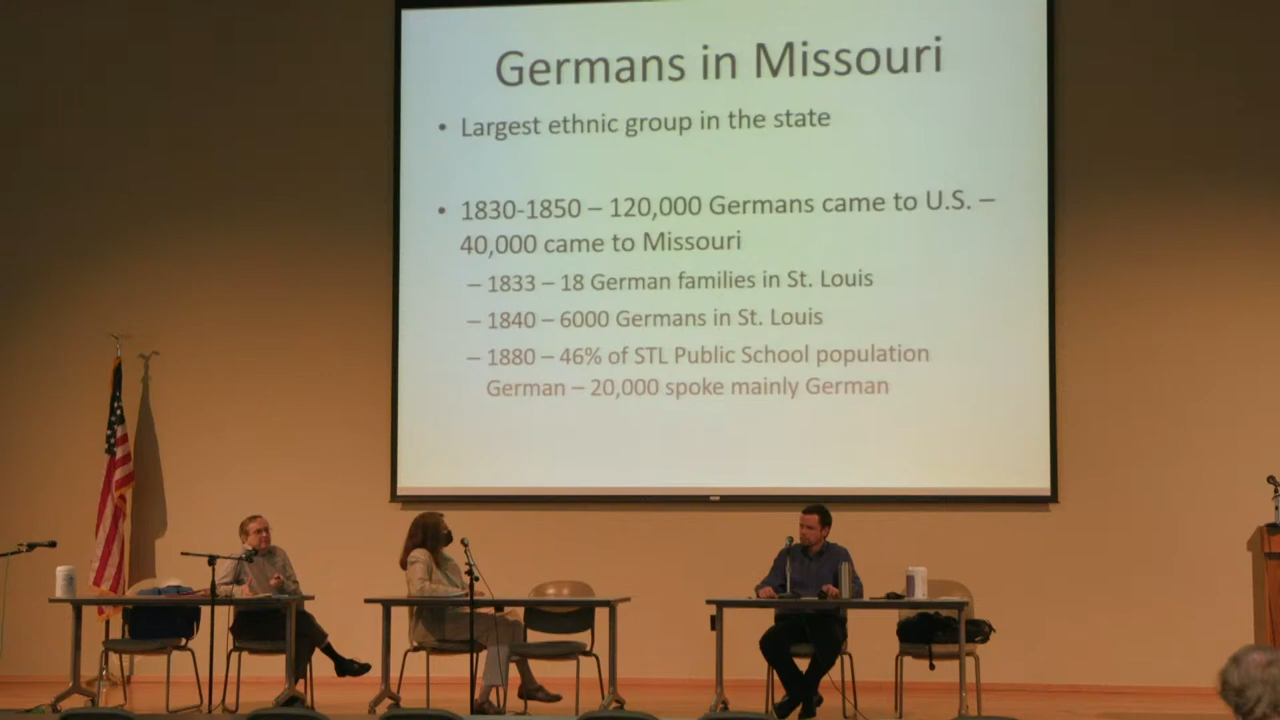 Germans in Missouri
• Largest ethnic group in the state
• 1830-1850 – 120,000 Germans came to U.S. –
40,000 came to Missouri
– 1833 – 18 German families in St. Louis
– 1840 – 6000 Germans in St. Louis
– 1880 – 46% of STL Public School population
German – 20,000 spoke mainly German